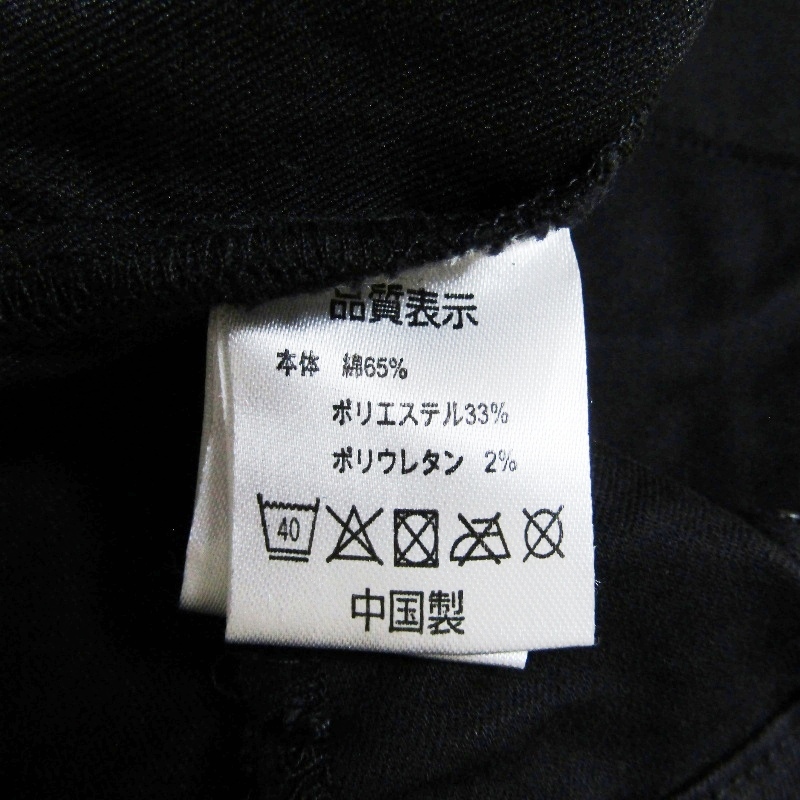 品質表示
本体 綿65%
ポリエステル33%
ポリウレタン 2%
40
中国製